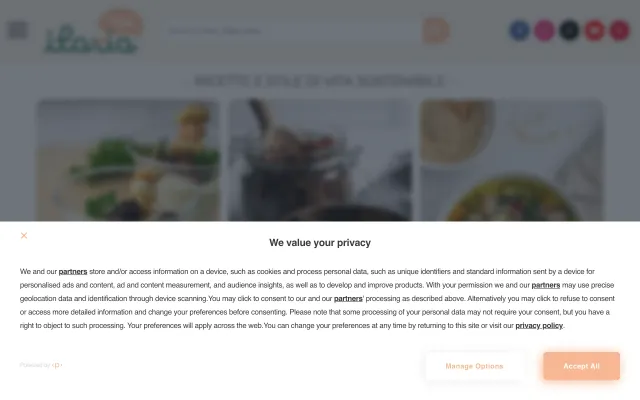 ilaria
RICETTE E STILE DI VITA SOSTENIBILE
We value your privacy
We and our partners store and/or access information on a device, such as cookies and process personal data, such as unique identifiers and standard information sent by a device for
personalised ads and content, ad and content measurement, and audience insights, as well as to develop and improve products. With your permission we and our partners may use precise
geolocation data and identification through device scanning.You may click to consent to our and our partners' processing as described above. Alternatively you may click to refuse to consent
or access more detailed information and change your preferences before consenting. Please note that some processing of your personal data may not require your consent, but you have a
right to object to such processing. Your preferences will apply across the web.You can change your preferences at any time by returning to this site or visit our privacy policy.
Powered by
Manage Options
Accept All